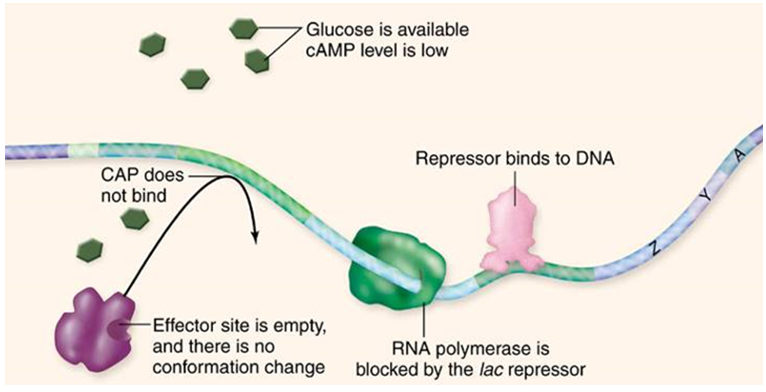 Glucose is available
cAMP level is low
Repressor binds to DNA
CAP does
not bind
A
Y
Z
Effector site is empty,
and there is no
conformation change
RNA polymerase is
blocked by the lac repressor